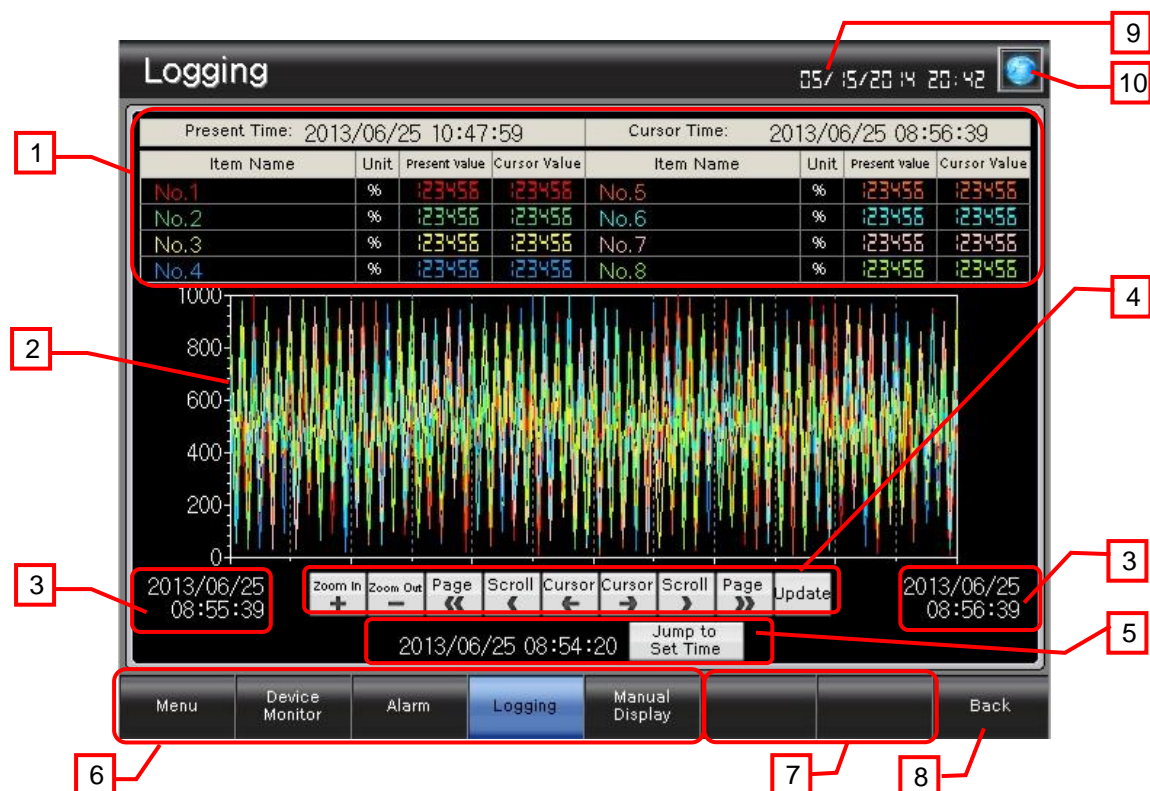 9
Logging
05/15/2014 20:42
10
1
Present Time: 2013/06/25 10:47:59 Cursor Time: 2013/06/25 08:56:39
Item Name Unit Present Value Cursor Value Item Name Unit Present Value Cursor Value
No.1 % 123456 123456 No.5 % 123456 123456
No.2 % 123456 123456 No.6 % 123456 123456
No.3 % 123456 123456 No.7 % 123456 123456
No.4 % 123456 123456 No.8 % 123456 123456
4
2
1000
800
600
400
200
0
3
2013/06/25
08:55:39
Zoom In + Zoom Out − Page « Scroll ‹ Cursor ← Cursor → Scroll › Page » Update
2013/06/25
08:56:39
3
2013/06/25 08:54:20
Jump to
Set Time
5
Menu
Device
Monitor
Alarm
Logging
Manual
Display
Back
6
7
8